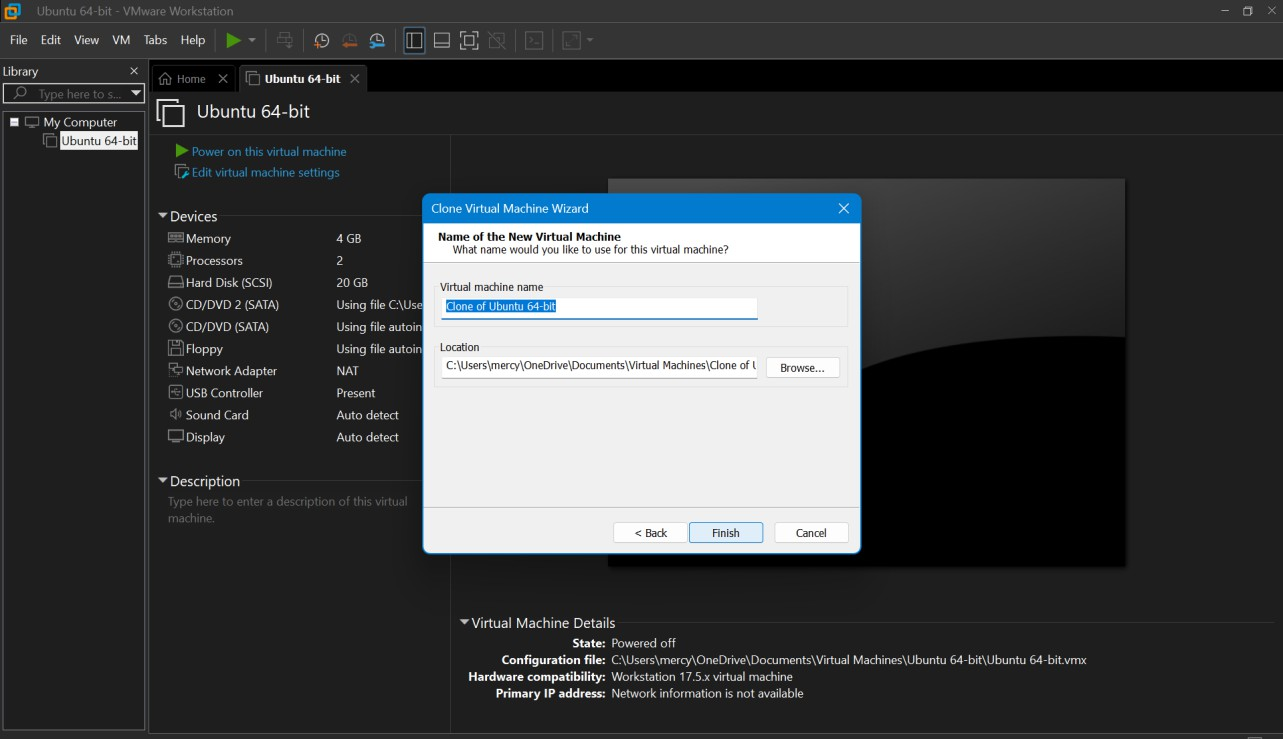 Ubuntu 64-bit - VMware Workstation
File Edit View VM Tabs Help
Library
Type here to s...
My Computer
Ubuntu 64-bit
Home
Ubuntu 64-bit
Ubuntu 64-bit
Power on this virtual machine
Edit virtual machine settings
Devices
Memory 4 GB
Processors 2
Hard Disk (SCSI) 20 GB
CD/DVD 2 (SATA) Using file C:\Use
CD/DVD (SATA) Using file autoin
Floppy Using file autoin
Network Adapter NAT
USB Controller Present
Sound Card Auto detect
Display Auto detect
Description
Type here to enter a description of this virtual
machine.
Clone Virtual Machine Wizard
Name of the New Virtual Machine
What name would you like to use for this virtual machine?
Virtual machine name
Clone of Ubuntu 64-bit
Location
C:\Users\mercy\OneDrive\Documents\Virtual Machines\Clone of U
Browse...
< Back
Finish
Cancel
Virtual Machine Details
State: Powered off
Configuration file: C:\Users\mercy\OneDrive\Documents\Virtual Machines\Ubuntu 64-bit\Ubuntu 64-bit.vmx
Hardware compatibility: Workstation 17.5.x virtual machine
Primary IP address: Network information is not available